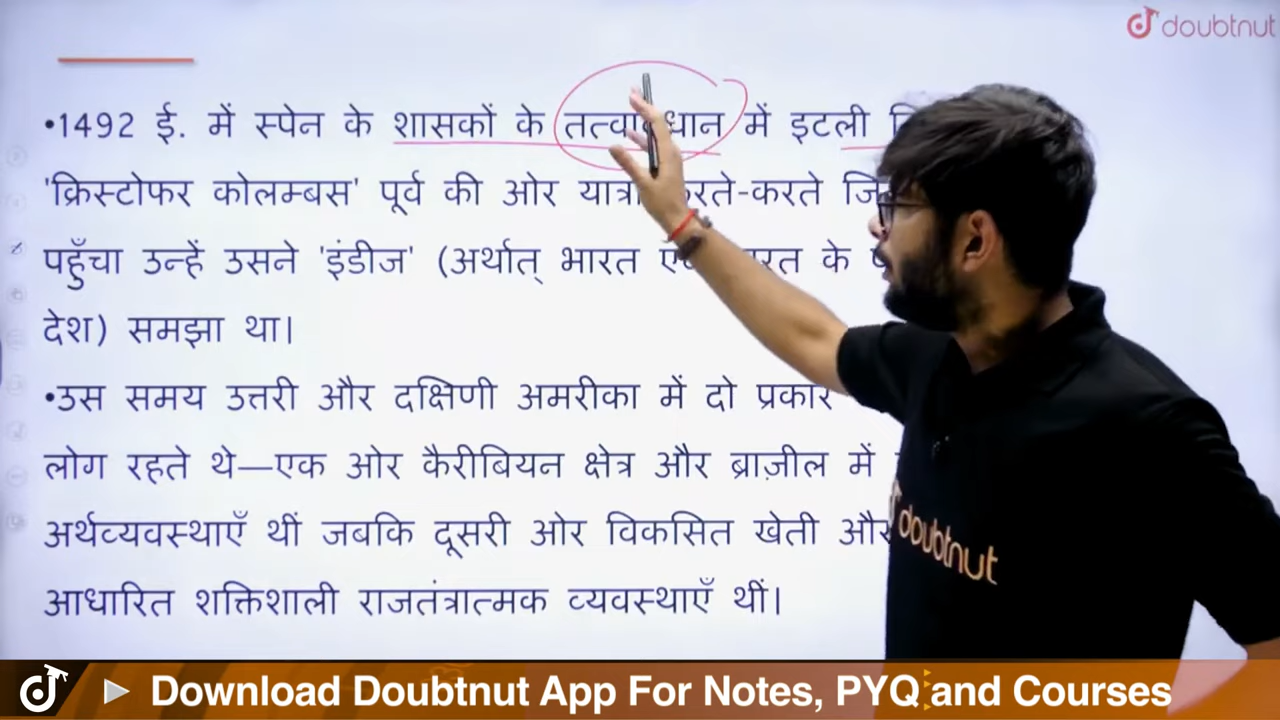 doubtnut
•1492 ई. में स्पेन के शासकों के में इटली
'क्रिस्टोफर कोलम्बस' पूर्व की ओर यात्रा करते-करते
पहुँचा उन्हें उसने 'इंडीज' (अर्थात् भारत के
देश) समझा था।
•उस समय उत्तरी और दक्षिणी अमरीका में दो प्रकार
लोग रहते थे—एक ओर कैरीबियन क्षेत्र और ब्राज़ील में
अर्थव्यवस्थाएँ थीं जबकि दूसरी ओर विकसित खेती और
आधारित शक्तिशाली राजतंत्रात्मक व्यवस्थाएँ थीं।
doubtnut
Download Doubtnut App For Notes, PYQ and Courses